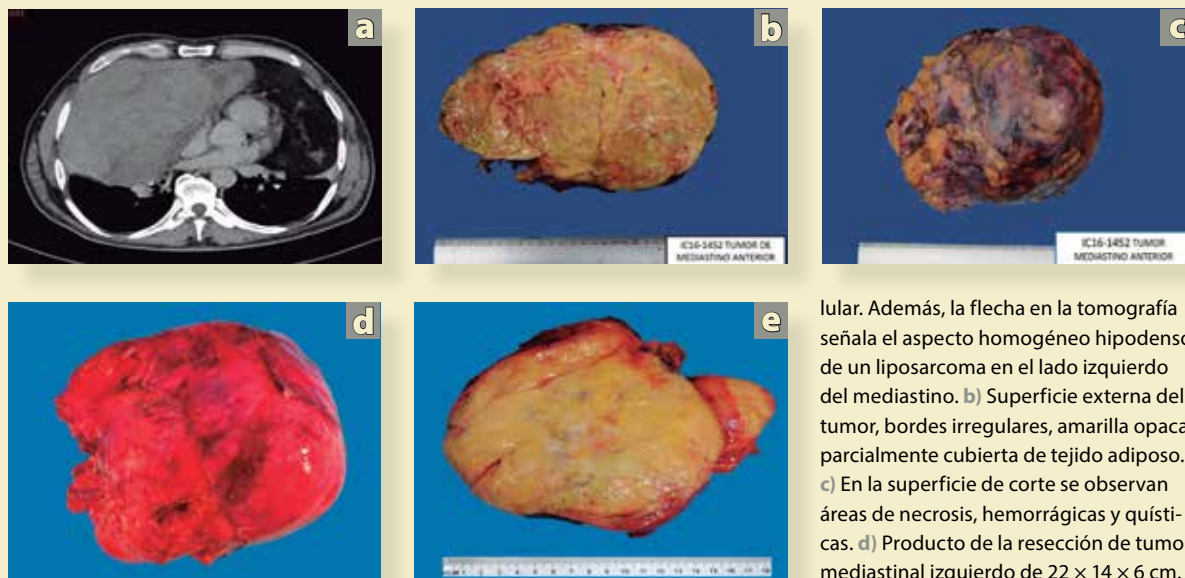 a
b
c
IC16-1452 TUMOR DE
MEDIASTINO ANTERIOR
IC16-1452 TUMOR
MEDIASTINO ANTERIOR
d
e
lular. Además, la flecha en la tomografía
señala el aspecto homogéneo hipodenso
de un liposarcoma en el lado izquierdo
del mediastino. b) Superficie externa del
tumor, bordes irregulares, amarilla opaca,
parcialmente cubierta de tejido adiposo.
c) En la superficie de corte se observan
áreas de necrosis, hemorrágicas y quísti-
cas. d) Producto de la resección de tumor
mediastinal izquierdo de 22 × 14 × 6 cm.